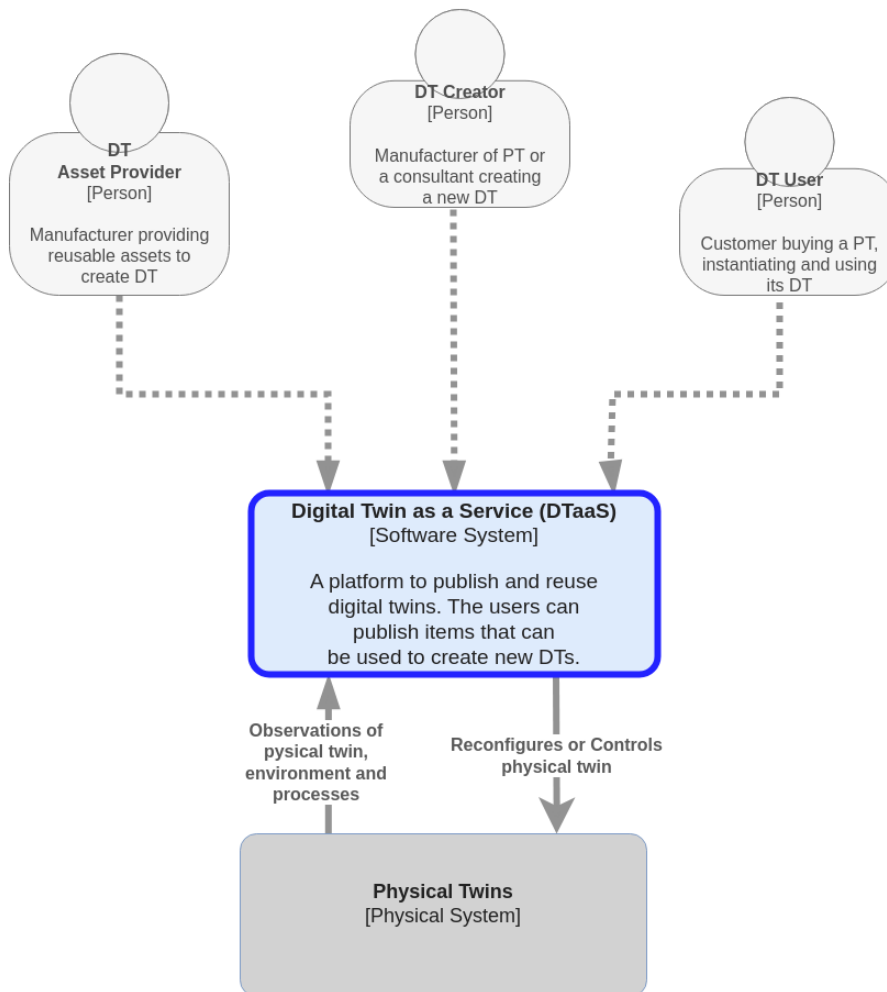 DT
Asset Provider
[Person]
Manufacturer providing
reusable assets to
create DT
DT Creator
[Person]
Manufacturer of PT or
a consultant creating
a new DT
DT User
[Person]
Customer buying a PT,
instantiating and using
its DT
Digital Twin as a Service (DTaaS)
[Software System]
A platform to publish and reuse
digital twins. The users can
publish items that can
be used to create new DTs.
Observations of
pysical twin,
environment and
processes
Reconfigures or Controls
physical twin
Physical Twins
[Physical System]